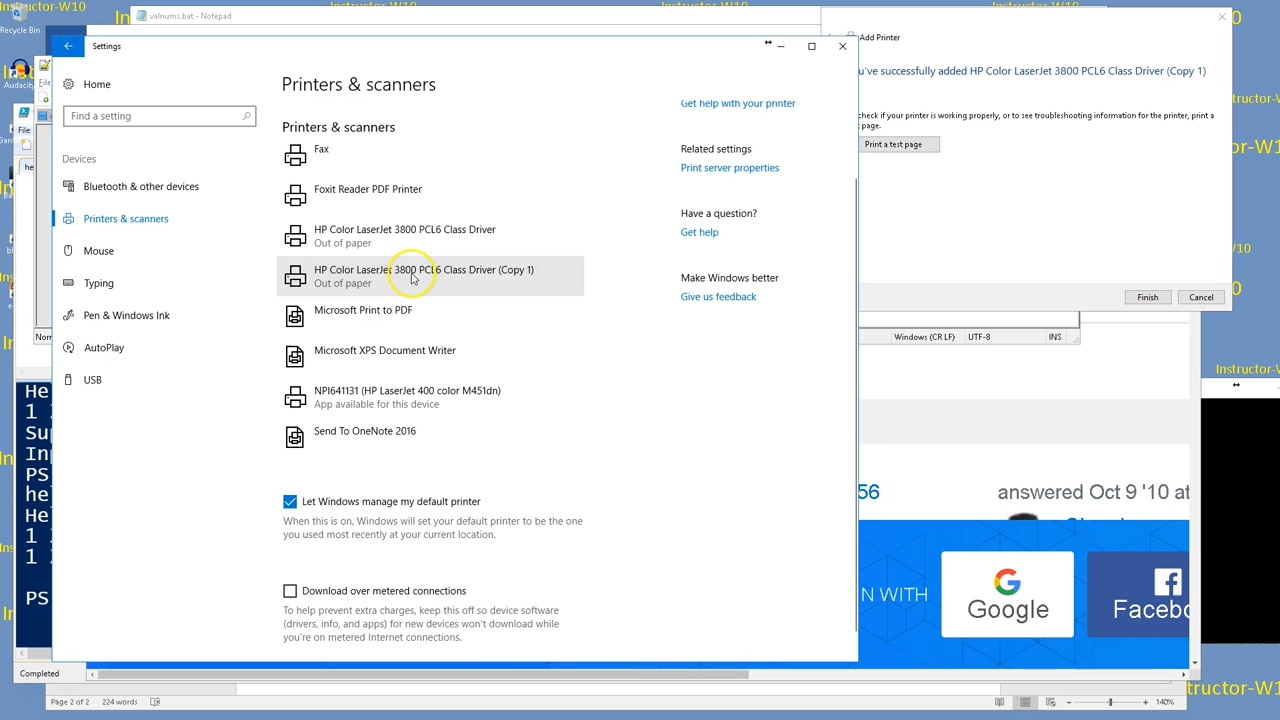 Instructor-W10
Recycle Bin
Audacity
valnums.bat - Notepad
File
Settings
Home
Find a setting
Devices
Bluetooth & other devices
Printers & scanners
Mouse
Typing
Pen & Windows Ink
AutoPlay
USB
Printers & scanners
Printers & scanners
Fax
Foxit Reader PDF Printer
HP Color LaserJet 3800 PCL6 Class Driver
Out of paper
HP Color LaserJet 3800 PCL6 Class Driver (Copy 1)
Out of paper
Microsoft Print to PDF
Microsoft XPS Document Writer
NPI641131 (HP LaserJet 400 color M451dn)
App available for this device
Send To OneNote 2016
Let Windows manage my default printer
When this is on, Windows will set your default printer to be the one
you used most recently at your current location.
Download over metered connections
To help prevent extra charges, keep this off so device software
(drivers, info, and apps) for new devices won't download while
you're on metered Internet connections.
Get help with your printer
Related settings
Print server properties
Have a question?
Get help
Make Windows better
Give us feedback
Add Printer
u've successfully added HP Color LaserJet 3800 PCL6 Class Driver (Copy 1)
check if your printer is working properly, or to see troubleshooting information for the printer, print a
page.
Print a test page
Finish
Cancel
Windows (CR LF)
UTF-8
INS
56
answered Oct 9 '10 at
N WITH
Google
Facebo
PS
PS
Completed
Page 2 of 2
224 words
140%